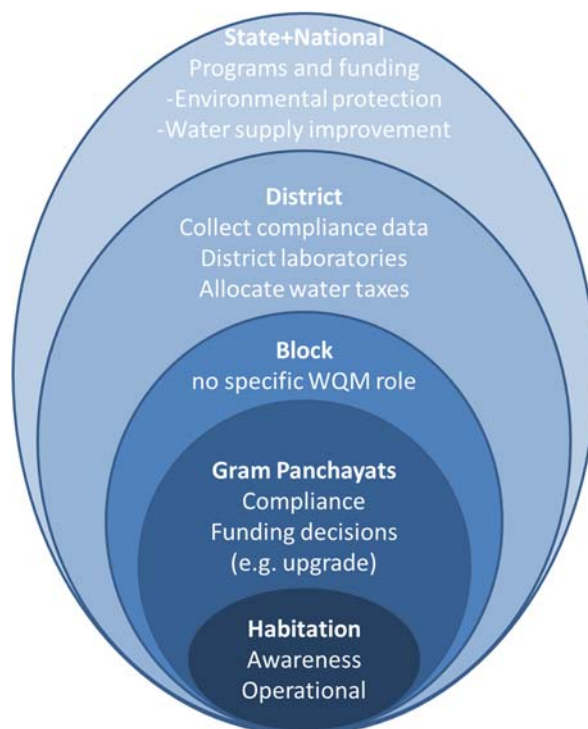 State+National
Programs and funding
-Environmental protection
-Water supply improvement
District
Collect compliance data
District laboratories
Allocate water taxes
Block
no specific WQM role
Gram Panchayats
Compliance
Funding decisions
(e.g. upgrade)
Habitation
Awareness
Operational